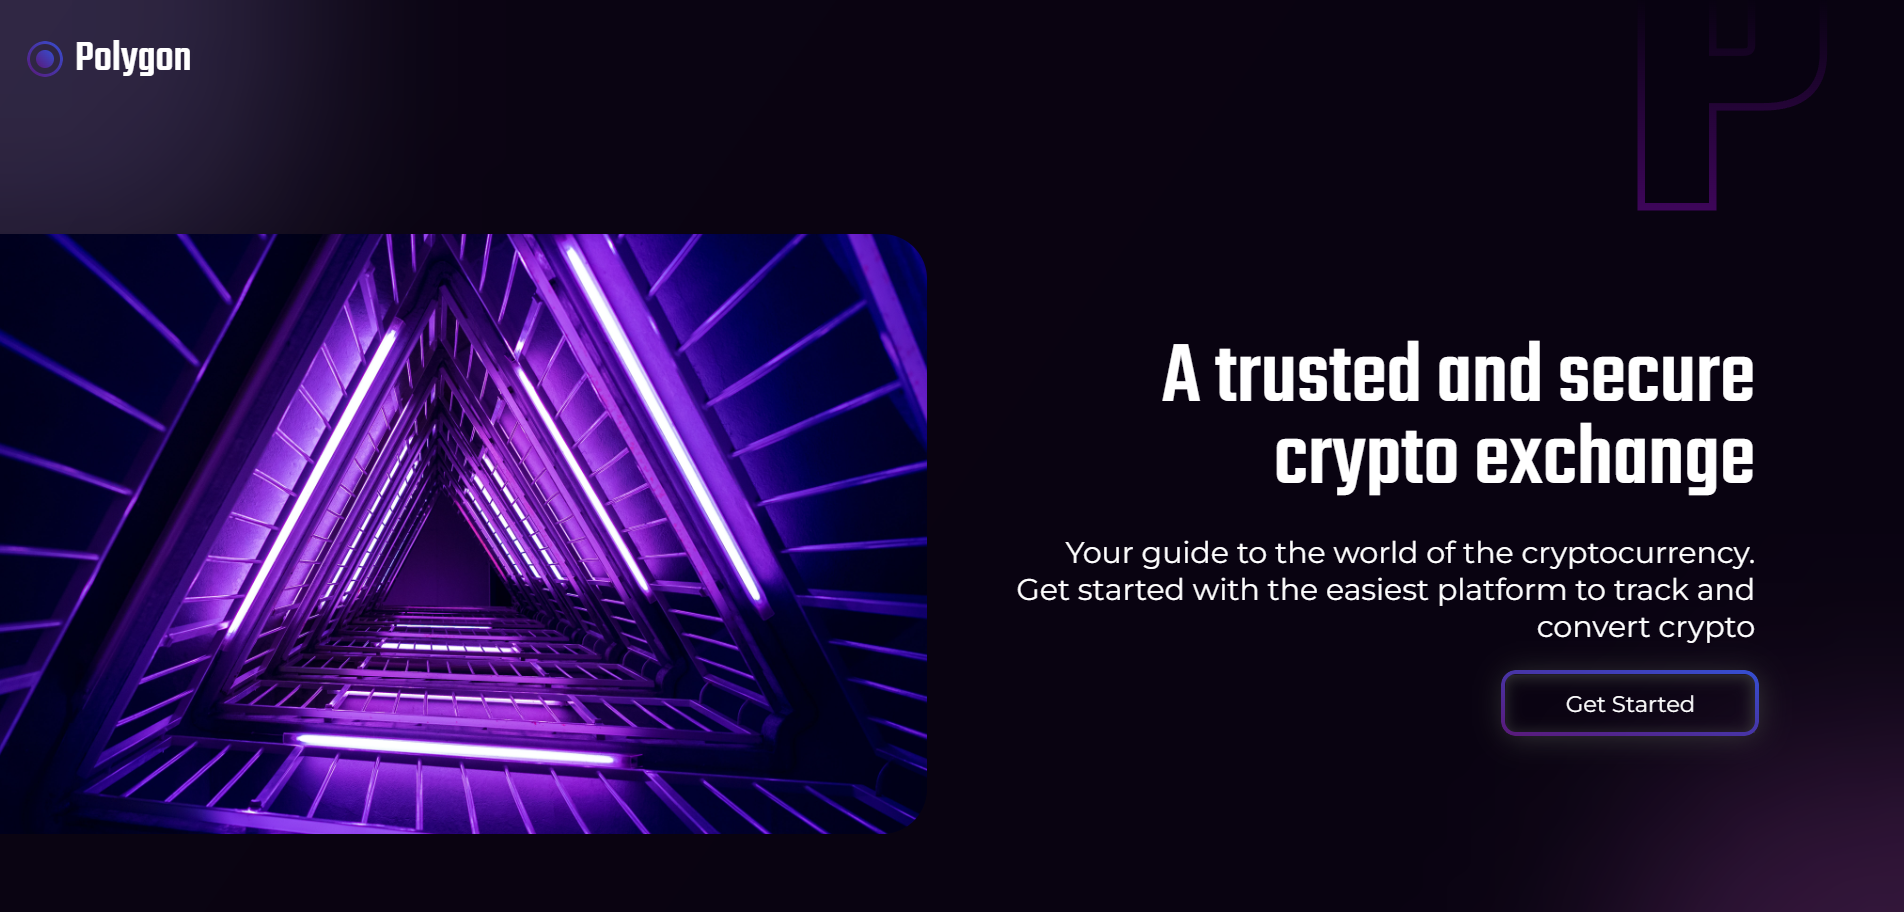 Polygon
P
A trusted and secure
crypto exchange
Your guide to the world of the cryptocurrency.
Get started with the easiest platform to track and
convert crypto
Get Started